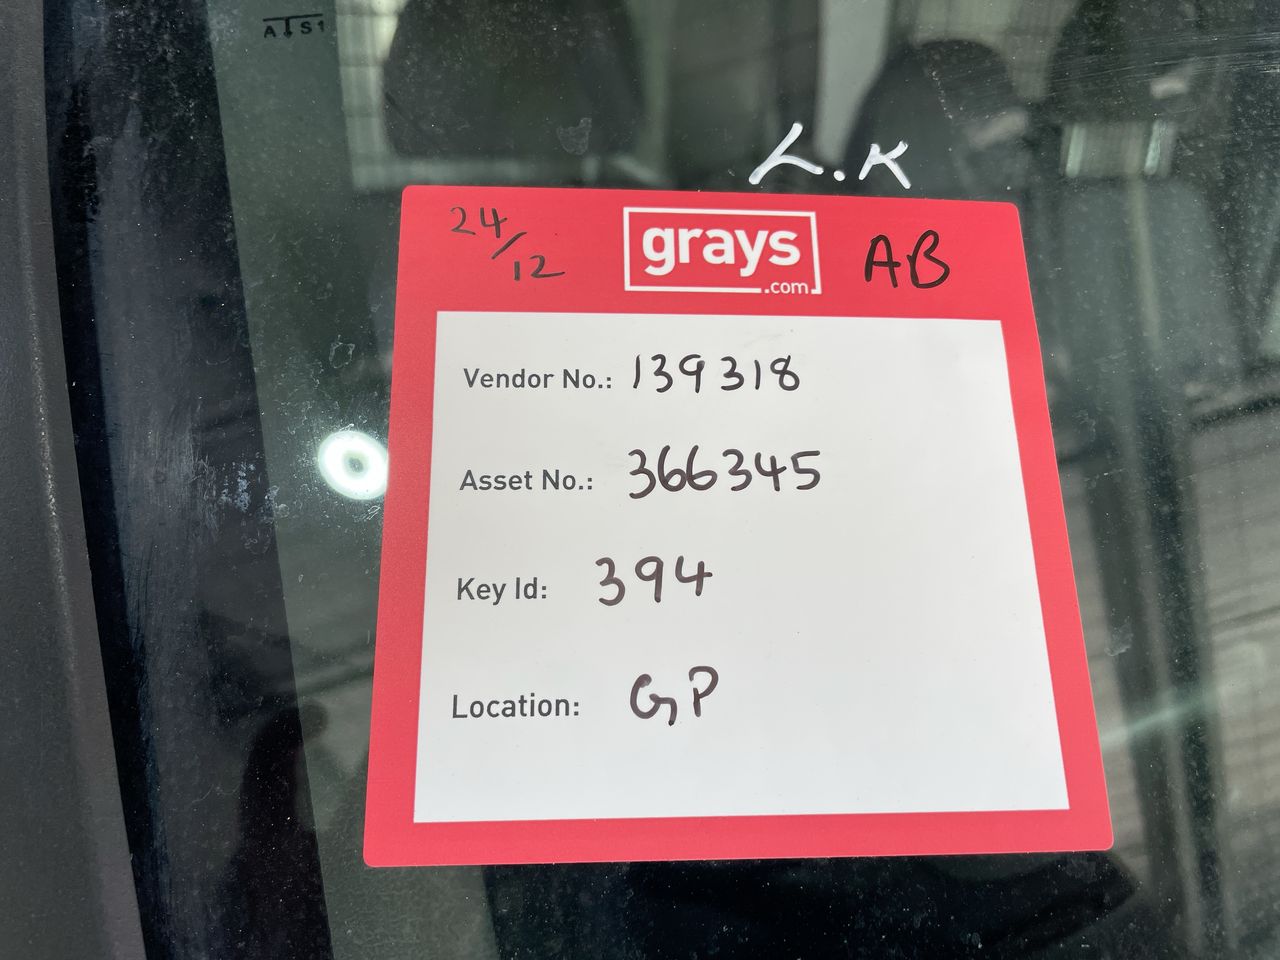 A↓S1
L.K
24/12
grays
.com
AB
Vendor No.: 139318
Asset No.: 366345
Key Id: 394
Location: GP